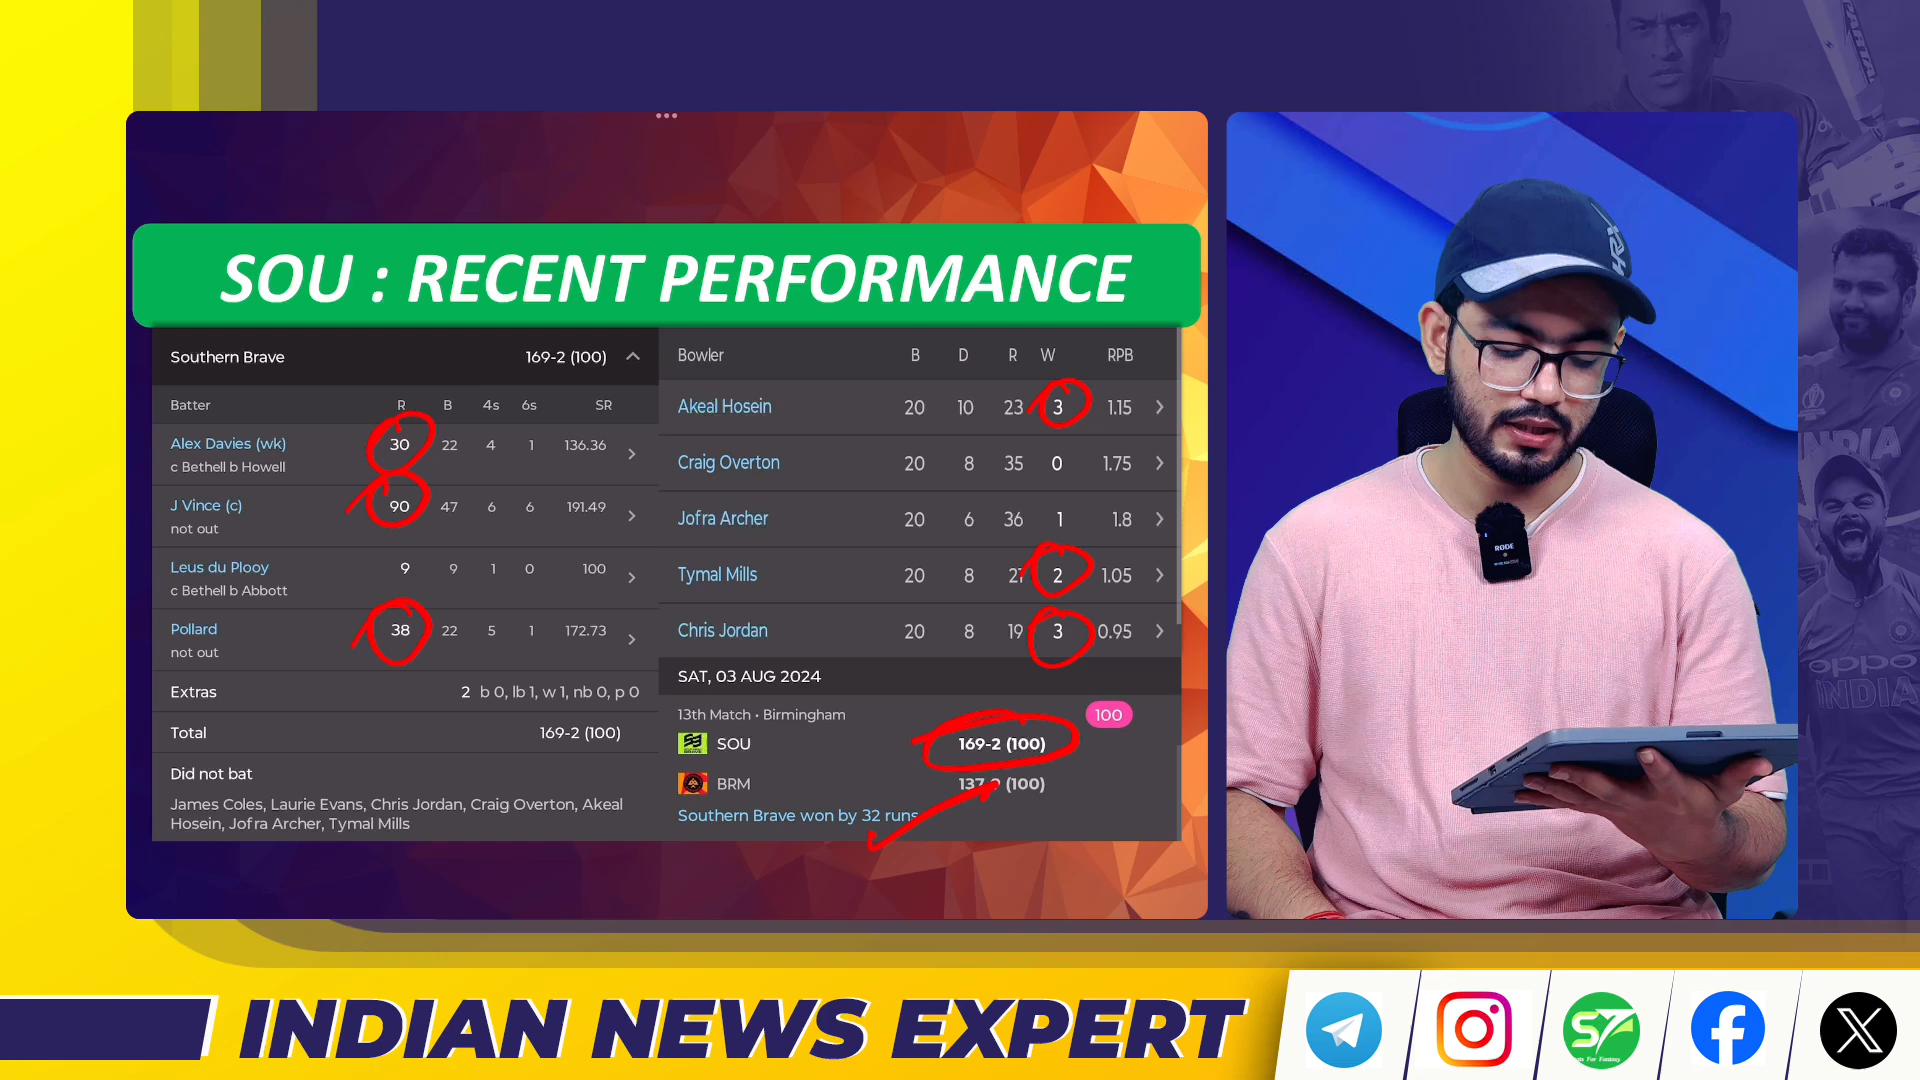 SOU : RECENT PERFORMANCE
Southern Brave 169-2 (100)
Batter R B 4s 6s SR
Alex Davies (wk) 30 22 4 1 136.36
c Bethell b Howell
J Vince (c) 90 47 6 6 191.49
not out
Leus du Plooy 9 9 1 0 100
c Bethell b Abbott
Pollard 38 22 5 1 172.73
not out
Extras 2 b 0, lb 1, w 1, nb 0, p 0
Total 169-2 (100)
Did not bat
James Coles, Laurie Evans, Chris Jordan, Craig Overton, Akeal
Hosein, Jofra Archer, Tymal Mills
Bowler B D R W RPB
Akeal Hosein 20 10 23 3 1.15
Craig Overton 20 8 35 0 1.75
Jofra Archer 20 6 36 1 1.8
Tymal Mills 20 8 2 1.05
Chris Jordan 20 8 19 3 0.95
SAT, 03 AUG 2024
13th Match • Birmingham 100
SOU 169-2 (100)
BRM (100)
Southern Brave won by 32 runs
RØDE
INDIA
oppo
INDIA
INDIAN NEWS EXPERT
S7